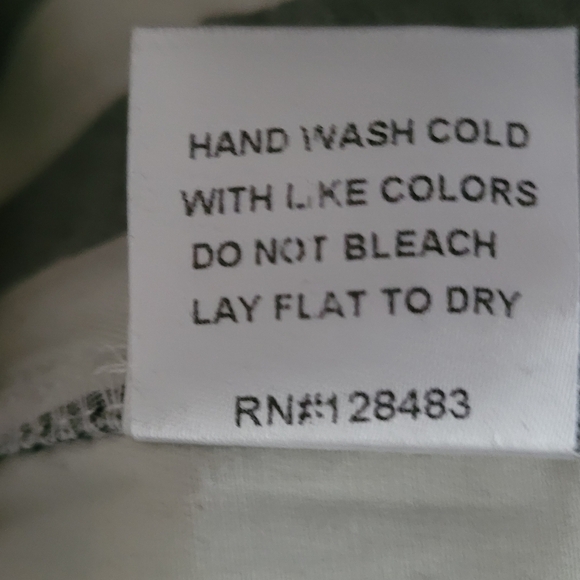 HAND WASH COLD
WITH LIKE COLORS
DO NOT BLEACH
LAY FLAT TO DRY
RN#128483